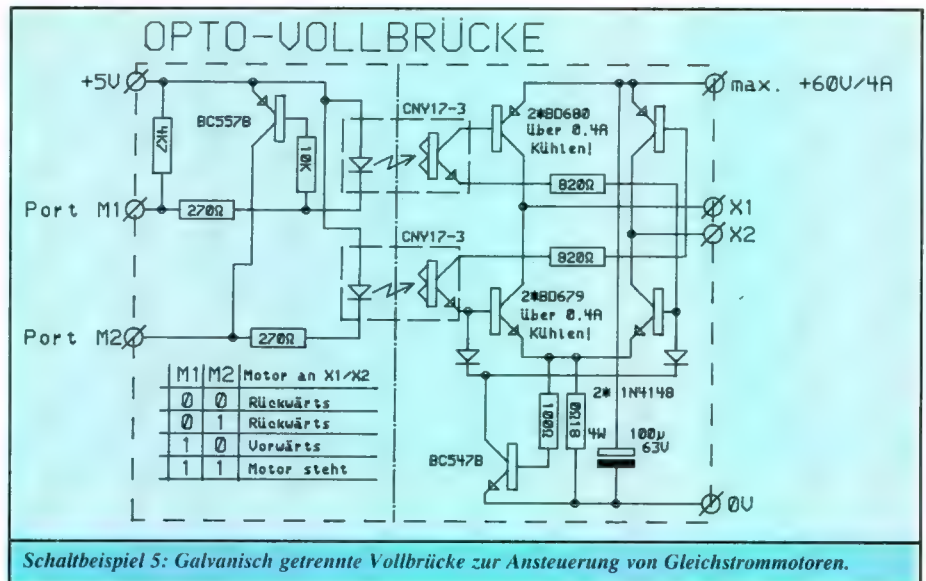 OPTO-VOLLBRÜCKE
+5V
BC557B
CNY17-3
2*BD680
über 0.4A
Kühlen!
max. +60V/4A
4K7
10K
820Ω
Port M1
270Ω
X1
X2
CNY17-3
820Ω
2*BD679
über 0.4A
Kühlen!
Port M2
270Ω
M1 M2 Motor an X1/X2
0 0 Rückwärts
0 1 Rückwärts
1 0 Vorwärts
1 1 Motor steht
2* 1N4148
100Ω
0Ω18
4W
100µ
63V
BC547B
0V
Schaltbeispiel 5: Galvanisch getrennte Vollbrücke zur Ansteuerung von Gleichstrommotoren.